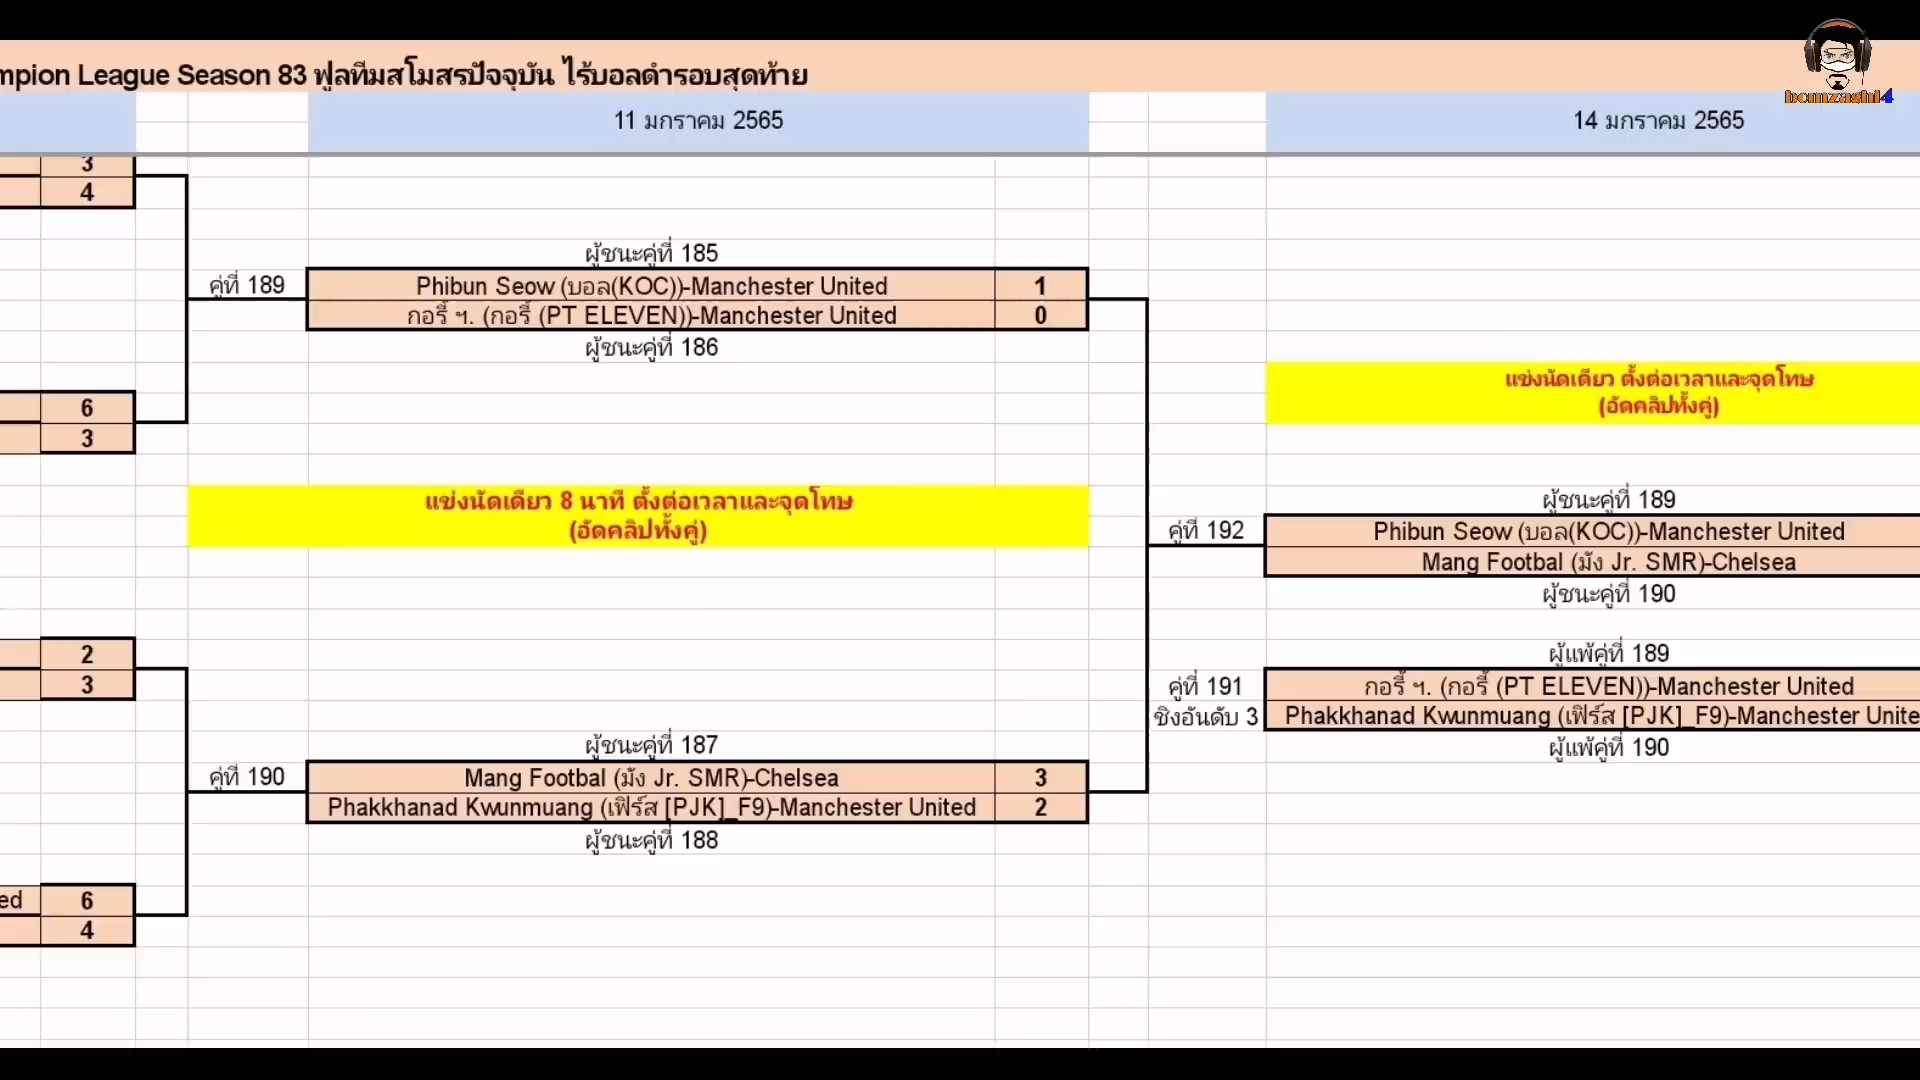 mpion League Season 83 ฟูลทีมสโมสรปัจจุบัน ไร้บอลดำรอบสุดท้าย
bomzaghi4
11 มกราคม 2565
14 มกราคม 2565
3
4
ผู้ชนะคู่ที่ 185
คู่ที่ 189
Phibun Seow (บอล(KOC))-Manchester United 1
กอรี้ ฯ. (กอรี้ (PT ELEVEN))-Manchester United 0
ผู้ชนะคู่ที่ 186
6
3
แข่งนัดเดียว ตั้งต่อเวลาและจุดโทษ
(อัดคลิปทั้งคู่)
แข่งนัดเดียว 8 นาที ตั้งต่อเวลาและจุดโทษ
(อัดคลิปทั้งคู่)
ผู้ชนะคู่ที่ 189
คู่ที่ 192
Phibun Seow (บอล(KOC))-Manchester United
Mang Footbal (มัง Jr. SMR)-Chelsea
ผู้ชนะคู่ที่ 190
2
3
ผู้แพ้คู่ที่ 189
คู่ที่ 191
ชิงอันดับ 3
กอรี้ ฯ. (กอรี้ (PT ELEVEN))-Manchester United
Phakkhanad Kwunmuang (เฟิร์ส [PJK]_F9)-Manchester Unite
ผู้แพ้คู่ที่ 190
ผู้ชนะคู่ที่ 187
คู่ที่ 190
Mang Footbal (มัง Jr. SMR)-Chelsea 3
Phakkhanad Kwunmuang (เฟิร์ส [PJK]_F9)-Manchester United 2
ผู้ชนะคู่ที่ 188
ed 6
4